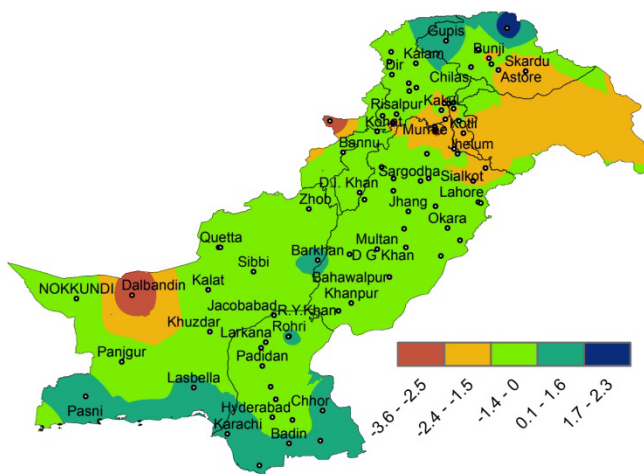 Gupis
Kalam
Bunji
Dir
Skardu
Chilas
Astore
Risalpur
Kakul
Kohat
Murree
Kotli
Bannu
Jhelum
Sargodha
Sialkot
D.I. Khan
Zhob
Lahore
Jhang
Okara
Quetta
Barkhan
Multan
D G Khan
Sibbi
Bahawalpur
NOKKUNDI
Dalbandin
Kalat
Khanpur
Jacobabad
R.Y.Khan
Khuzdar
Larkana
Rohri
Panjgur
Padidan
Lasbella
Pasni
Hyderabad
Chhor
Karachi
Badin
-3.6 - -2.5
-2.4 - -1.5
-1.4 - 0
0.1 - 1.6
1.7 - 2.3